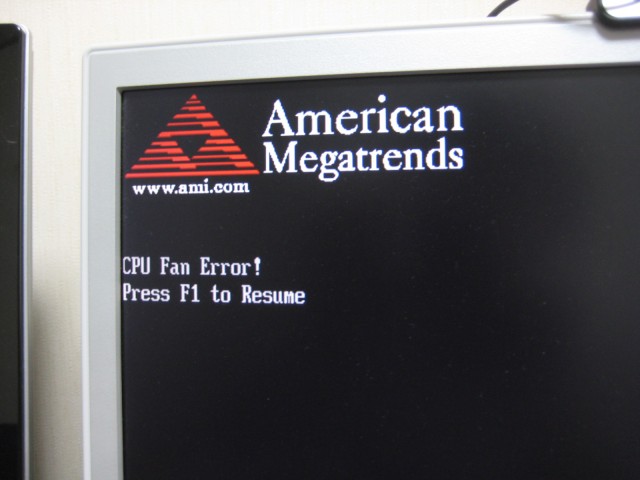 American
Megatrends
www.ami.com
CPU Fan Error!
Press F1 to Resume